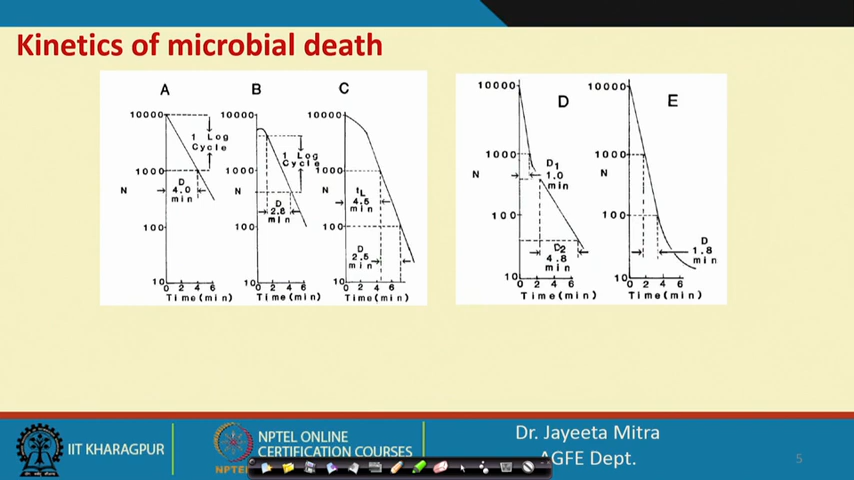 Kinetics of microbial death
A
10000
1 Log
Cycle
1000
N
D
4.0
min
100
10
0 2 4 6
Time(min)
B
10000
1 Log
Cycle
1000
N
D
2.6
min
100
10
0 2 4 6
Time(min)
C
10000
1000
N
tL
4.5
min
100
D
2.5
min
10
0 2 4 6
Time(min)
D
10000
1000
N
D1
1.0
min
100
D2
4.8
min
10
0 2 4 6
Time(min)
E
10000
1000
N
100
D
1.8
min
10
0 2 4 6
Time(min)
IIT KHARAGPUR
NPTEL
NPTEL ONLINE
CERTIFICATION COURSES
Dr. Jayeeta Mitra
AGFE Dept.
5